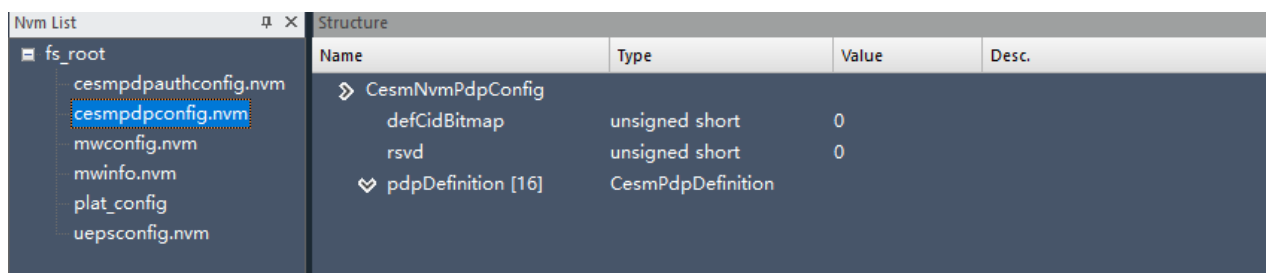 Nvm List
fs_root
cesmpdpauthconfig.nvm
cesmpdpconfig.nvm
mwconfig.nvm
mwinfo.nvm
plat_config
uepsconfig.nvm
Structure
Name Type Value Desc.
CesmNvmPdpConfig
defCidBitmap unsigned short 0
rsvd unsigned short 0
pdpDefinition [16] CesmPdpDefinition